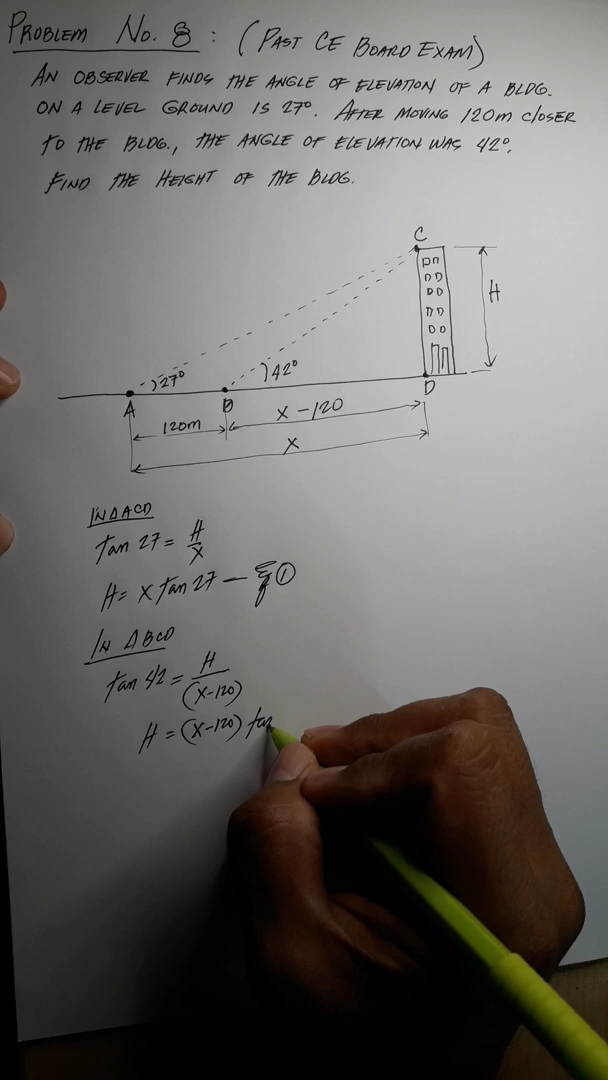 PROBLEM No. 8 : (PAST CE BOARD EXAM)
AN OBSERVER FINDS THE ANGLE OF ELEVATION OF A BLDG.
ON A LEVEL GROUND IS 27°. AFTER MOVING 120m closer
TO THE BLDG., THE ANGLE OF ELEVATION WAS 42°.
FIND THE HEIGHT OF THE BLDG.
C
H
27°
42°
A
B
D
120m
X - 120
X
IN ΔACD
tan 27 = H/X
H = X tan 27 — Eq ①
IN ΔBCD
tan 42 = H/(X-120)
H = (X-120) tan